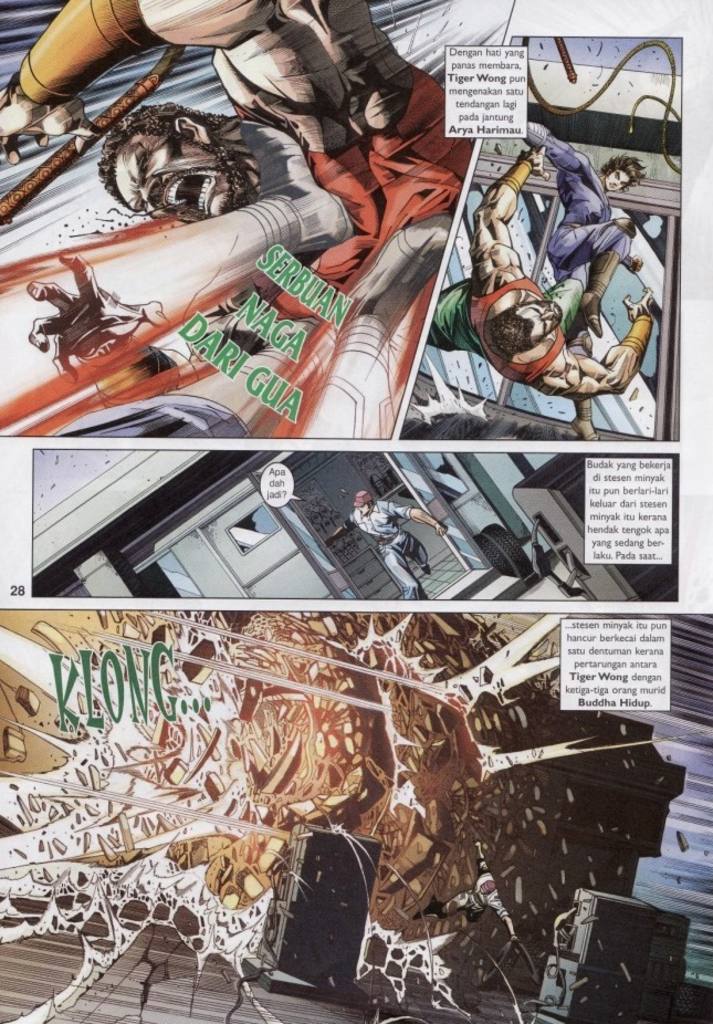 Dengan hati yg
panas membara,
Tiger Wong pun
mengenakan satu
tendangan lagi
pada jantung
Arya Harimau.
SERBUAN
NAGA
DARI GUA
Apa
dah
jadi?
Budak yang bekerja
di stesen minyak
itu pun berlari-lari
keluar dari stesen
minyak itu kerana
hendak tengok apa
yang sedang ber-
laku. Pada saat...
28
KLONG...
...stesen minyak itu pun
hancur berkecai dalam
satu dentuman kerana
pertarungan antara
Tiger Wong dengan
ketiga-tiga orang murid
Buddha Hidup.